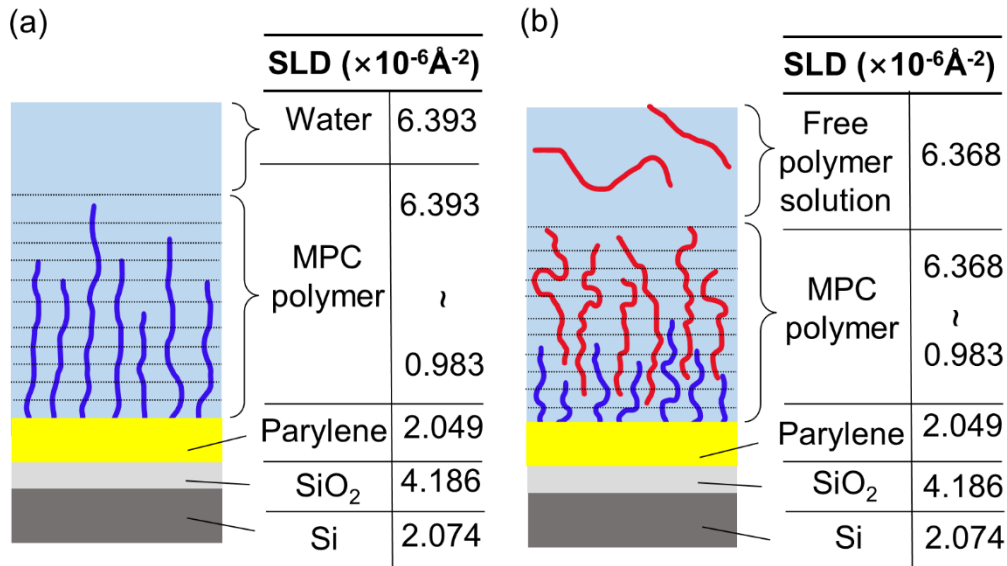 (a)
SLD (×10-6Å-2)
Water 6.393
MPC polymer 6.393 ~ 0.983
Parylene 2.049
SiO2 4.186
Si 2.074
(b)
SLD (×10-6Å-2)
Free polymer solution 6.368
MPC polymer 6.368 ~ 0.983
Parylene 2.049
SiO2 4.186
Si 2.074